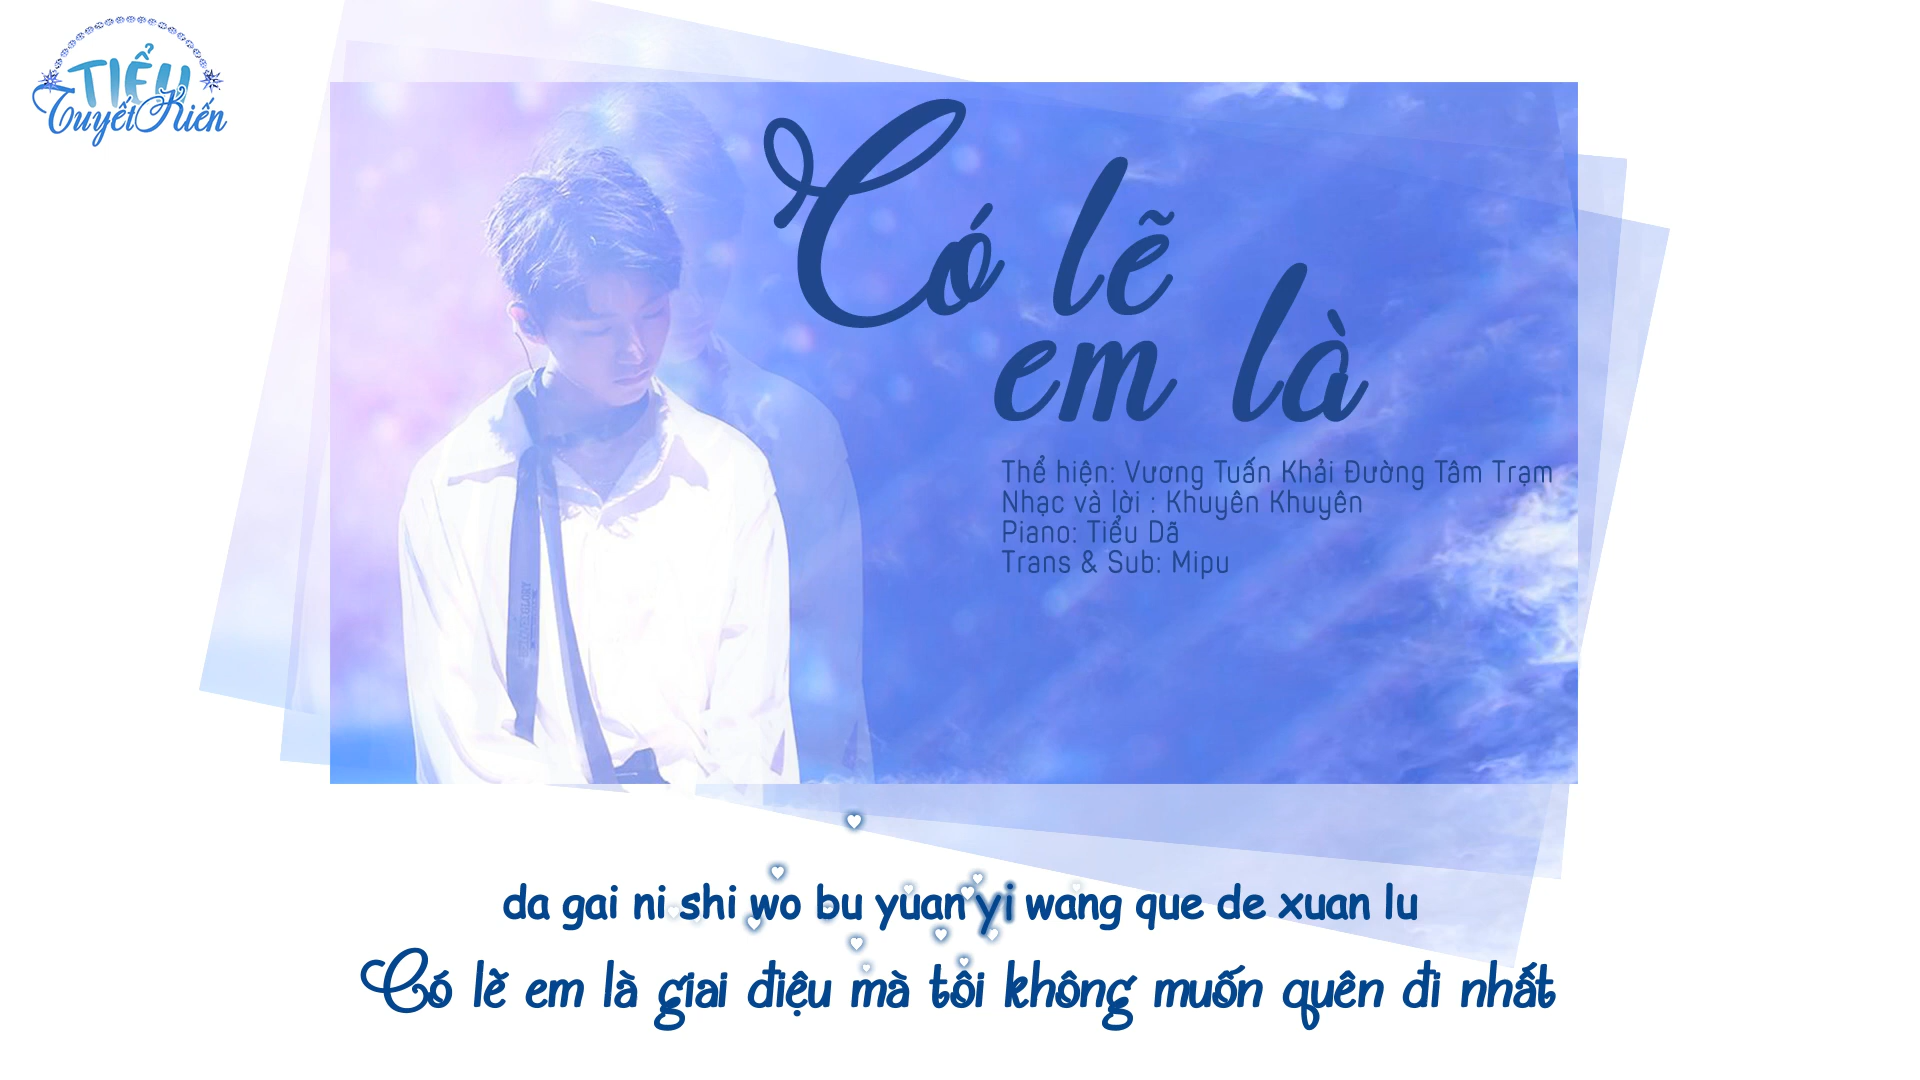 TIỂU
Tuyết Kiến
Có lẽ
em là
Thể hiện: Vương Tuấn Khải Đường Tâm Trạm
Nhạc và lời : Khuyên Khuyên
Piano: Tiểu Dã
Trans & Sub: Mipu
da gai ni shi wo bu yuan yi wang que de xuan lu
Có lẽ em là giai điệu mà tôi không muốn quên đi nhất